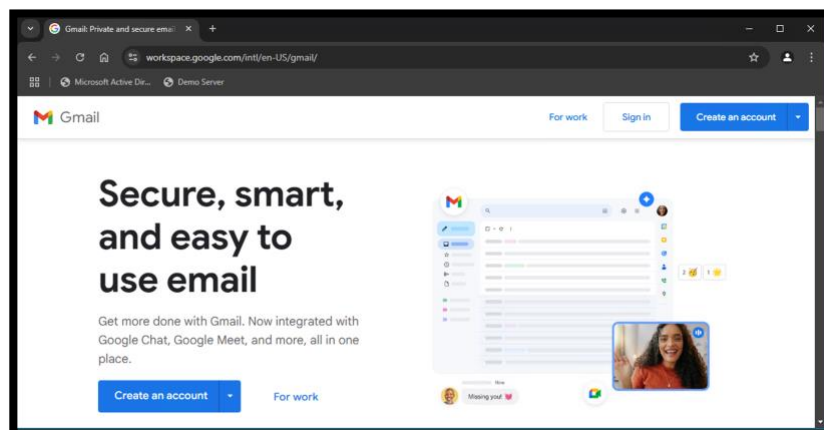 Gmail: Private and secure emai
workspace.google.com/intl/en-US/gmail/
Microsoft Active Dir... Demo Server
Gmail For work Sign in Create an account
Secure, smart,
and easy to
use email
Get more done with Gmail. Now integrated with
Google Chat, Google Meet, and more, all in one
place.
Create an account For work
2 1
Now
Missing you!